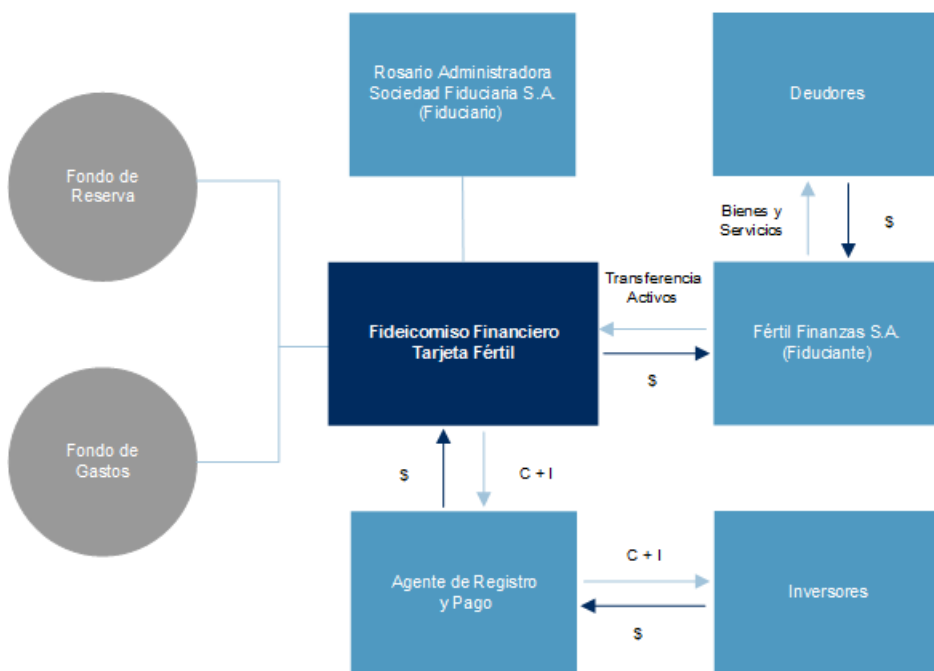 Rosario Administradora
Sociedad Fiduciaria S.A.
(Fiduciario)
Deudores
Fondo de
Reserva
Bienes y
Servicios
$
Transferencia
Activos
Fideicomiso Financiero
Tarjeta Fértil
Fértil Finanzas S.A.
(Fiduciante)
$
Fondo de
Gastos
$
C + I
Agente de Registro
y Pago
C + I
$
Inversores